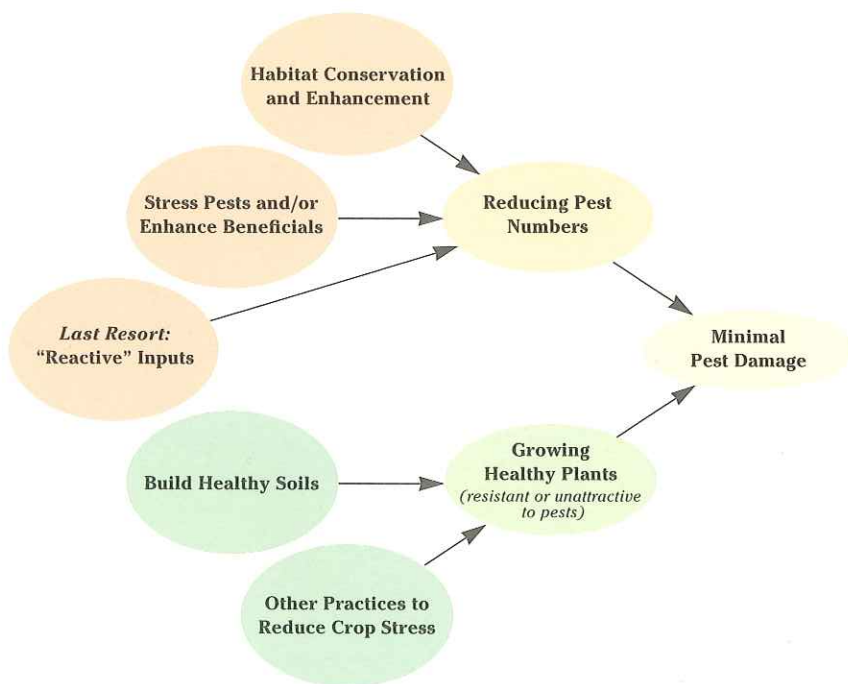 Habitat Conservation
and Enhancement
Stress Pests and/or
Enhance Beneficials
Reducing Pest
Numbers
Last Resort:
“Reactive” Inputs
Minimal
Pest Damage
Build Healthy Soils
Growing
Healthy Plants
(resistant or unattractive
to pests)
Other Practices to
Reduce Crop Stress